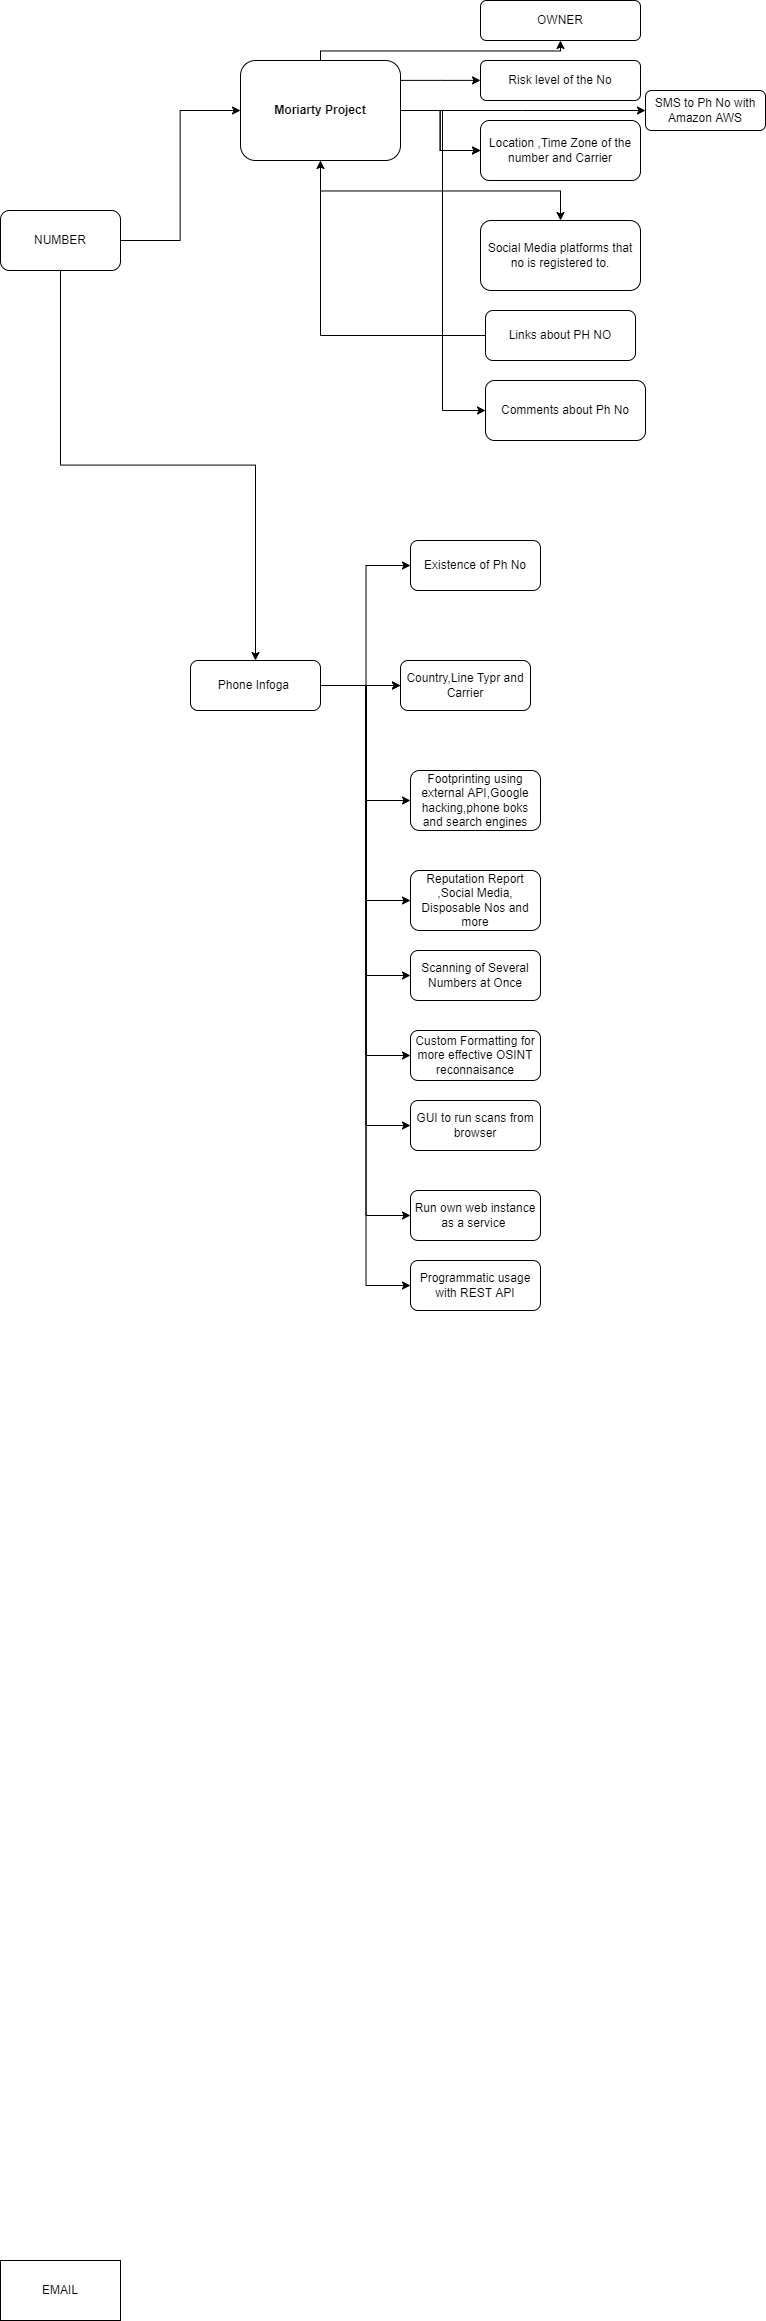 OWNER
Moriarty Project
Risk level of the No
SMS to Ph No with
Amazon AWS
Location ,Time Zone of the
number and Carrier
NUMBER
Social Media platforms that
no is registered to.
Links about PH NO
Comments about Ph No
Existence of Ph No
Phone Infoga
Country,Line Typr and
Carrier
Footprinting using
external API,Google
hacking,phone boks
and search engines
Reputation Report
,Social Media,
Disposable Nos and
more
Scanning of Several
Numbers at Once
Custom Formatting for
more effective OSINT
reconnaisance
GUI to run scans from
browser
Run own web instance
as a service
Programmatic usage
with REST API
EMAIL